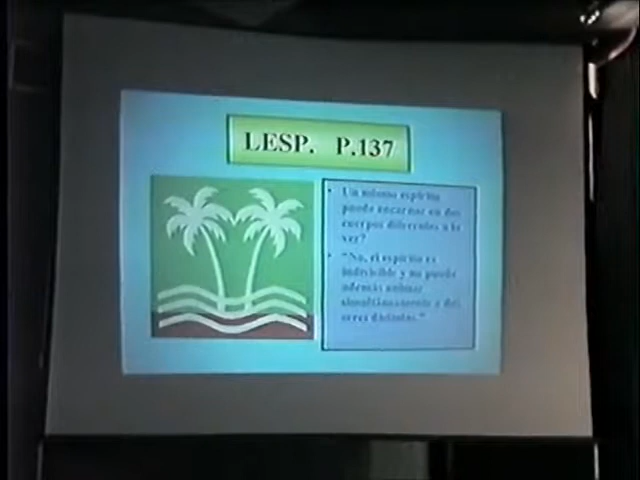 LESP. P.137
• Un mismo espíritu
puede encarnar en dos
cuerpos diferentes a la
vez?
• "No, el espíritu es
indivisible y no puede
además animar
simultáneamente a dos
seres distintos."